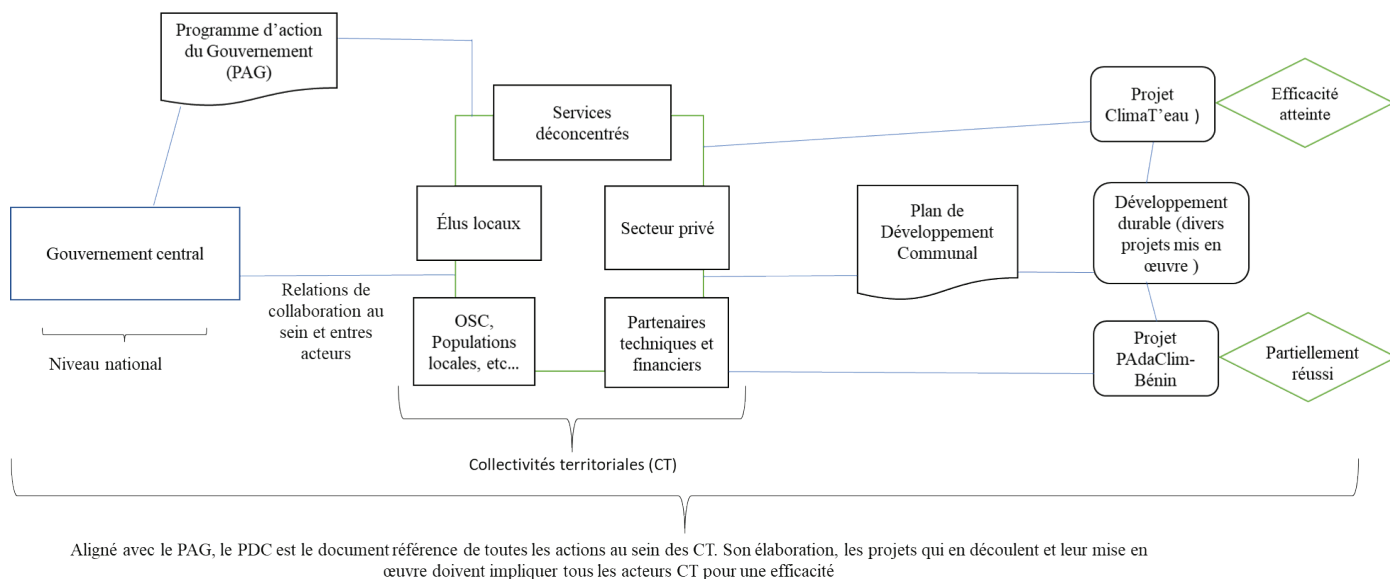 Programme d'action
du Gouvernement
(PAG)
Services
déconcentrés
Projet
ClimaT'eau )
Efficacité
atteinte
Gouvernement central
Élus locaux
Secteur privé
Plan de
Développement
Communal
Développement
durable (divers
projets mis en
œuvre )
Relations de
collaboration au
sein et entres
acteurs
Niveau national
OSC,
Populations
locales, etc...
Partenaires
techniques et
financiers
Projet
PAdaClim-
Bénin
Partiellement
réussi
Collectivités territoriales (CT)
Aligné avec le PAG, le PDC est le document référence de toutes les actions au sein des CT. Son élaboration, les projets qui en découlent et leur mise en
œuvre doivent impliquer tous les acteurs CT pour une efficacité